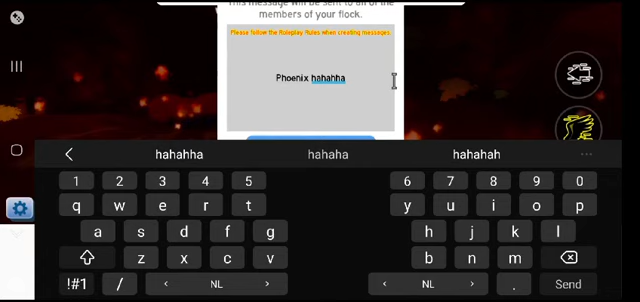 This message will be sent to all of the
members of your flock.
Please follow the Roleplay Rules when creating messages.
Phoenix hahahha
hahahha hahaha hahahah ...
1 2 3 4 5 6 7 8 9 0
q w e r t y u i o p
a s d f g h j k l
z x c v b n m
!#1 / < NL > < NL > . Send